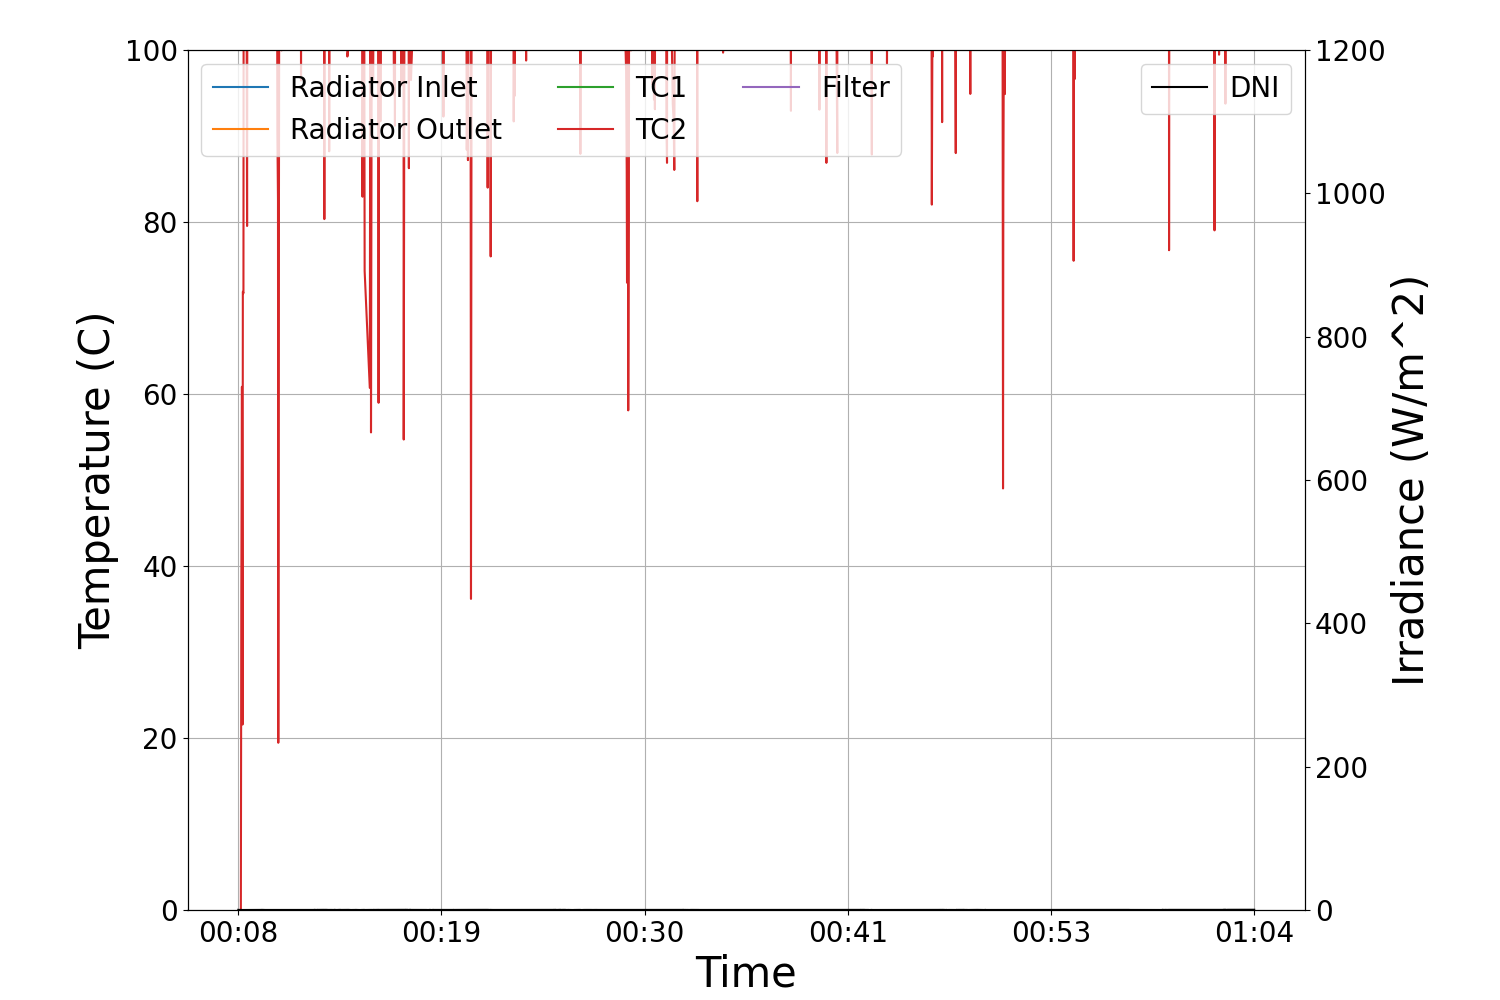 100
80
60
40
20
0
Temperature (C)
Radiator Inlet
Radiator Outlet
TC1
TC2
Filter
DNI
1200
1000
800
600
400
200
0
Irradiance (W/m^2)
00:08 00:19 00:30 00:41 00:53 01:04
Time